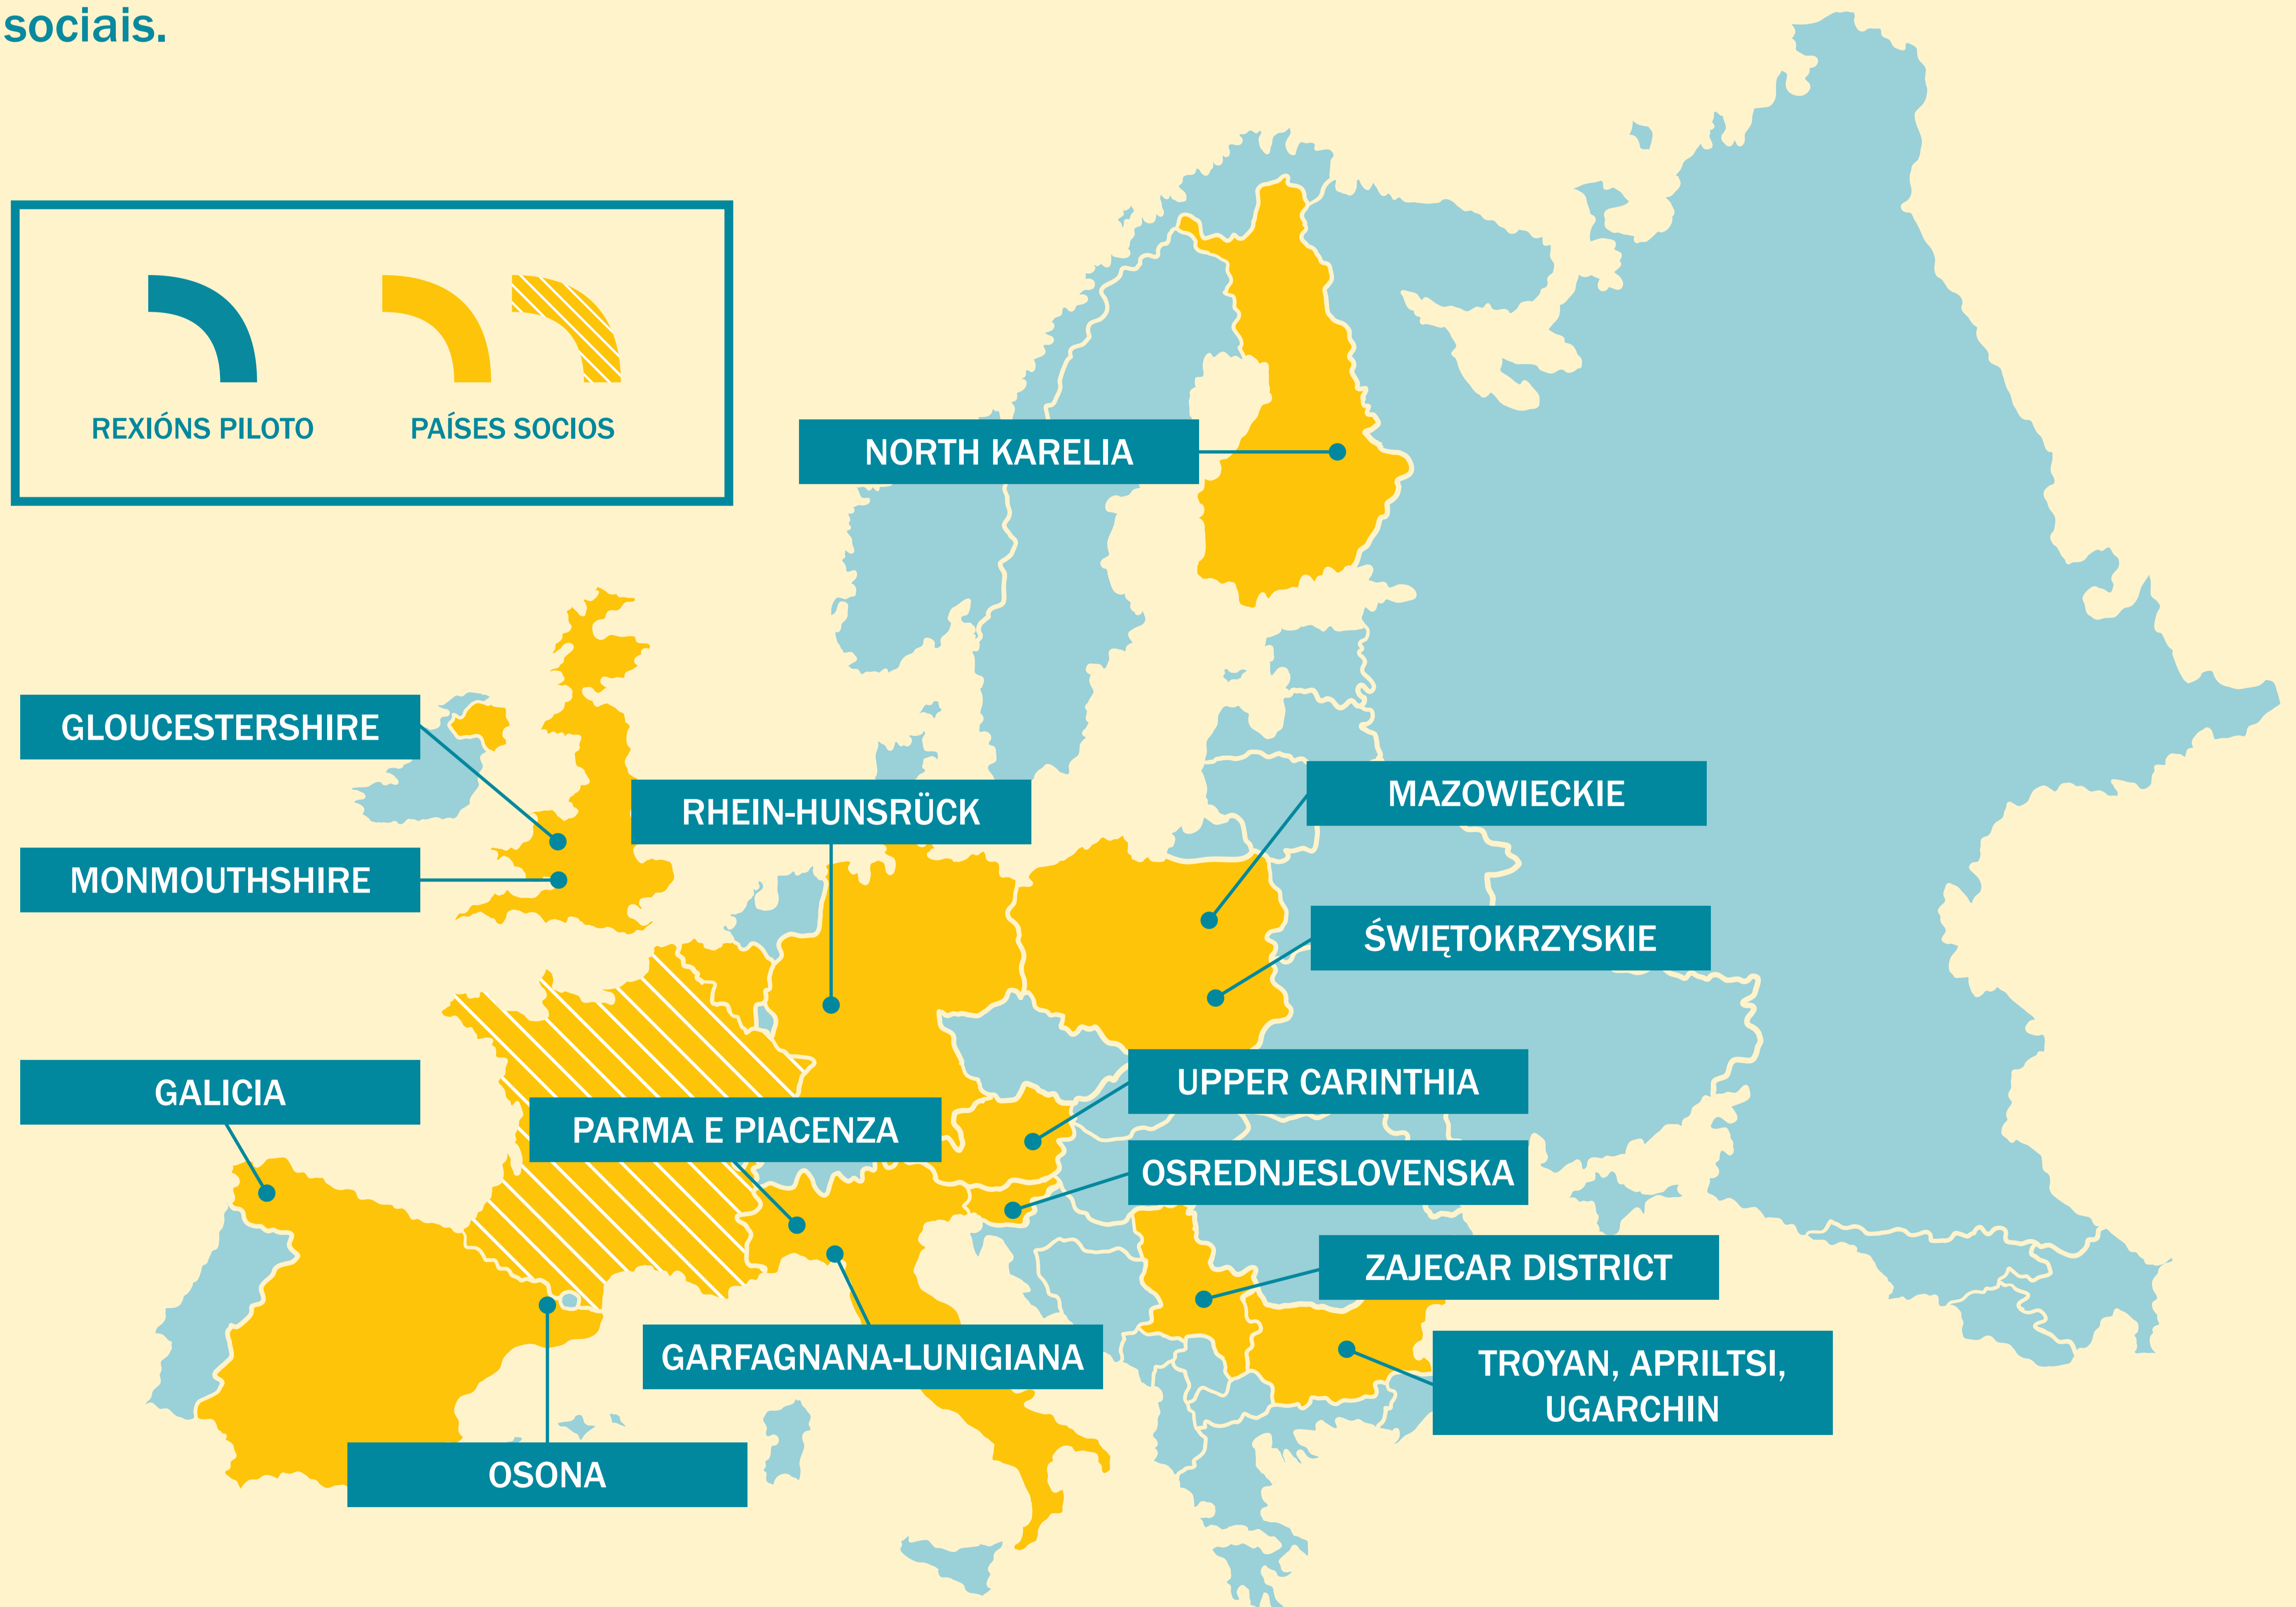 sociais.
REXIÓNS PILOTO
PAÍSES SOCIOS
NORTH KARELIA
GLOUCESTERSHIRE
RHEIN-HUNSRÜCK
MAZOWIECKIE
MONMOUTHSHIRE
ŚWIĘTOKRZYSKIE
GALICIA
UPPER CARINTHIA
PARMA E PIACENZA
OSREDNJESLOVENSKA
ZAJECAR DISTRICT
GARFAGNANA-LUNIGIANA
TROYAN, APRILTSI,
UGARCHIN
OSONA